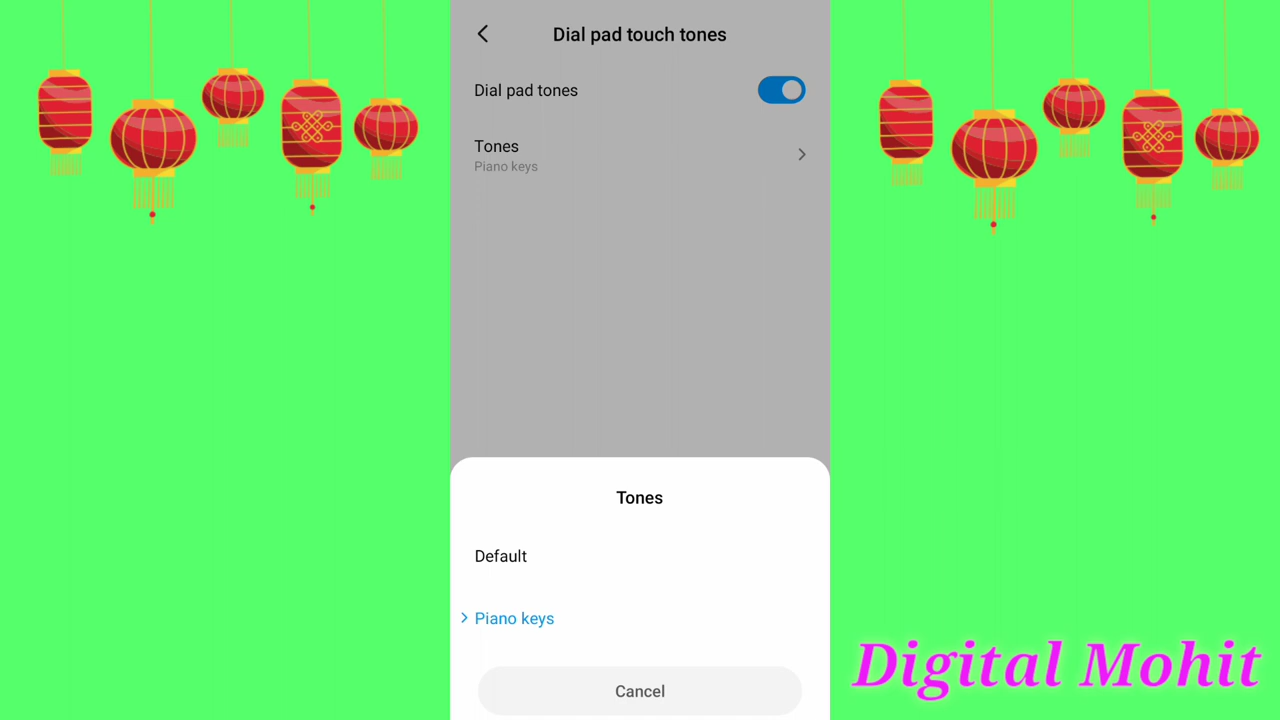 Dial pad touch tones
Dial pad tones
Tones
Piano keys
Tones
Default
Piano keys
Cancel
Digital Mohit